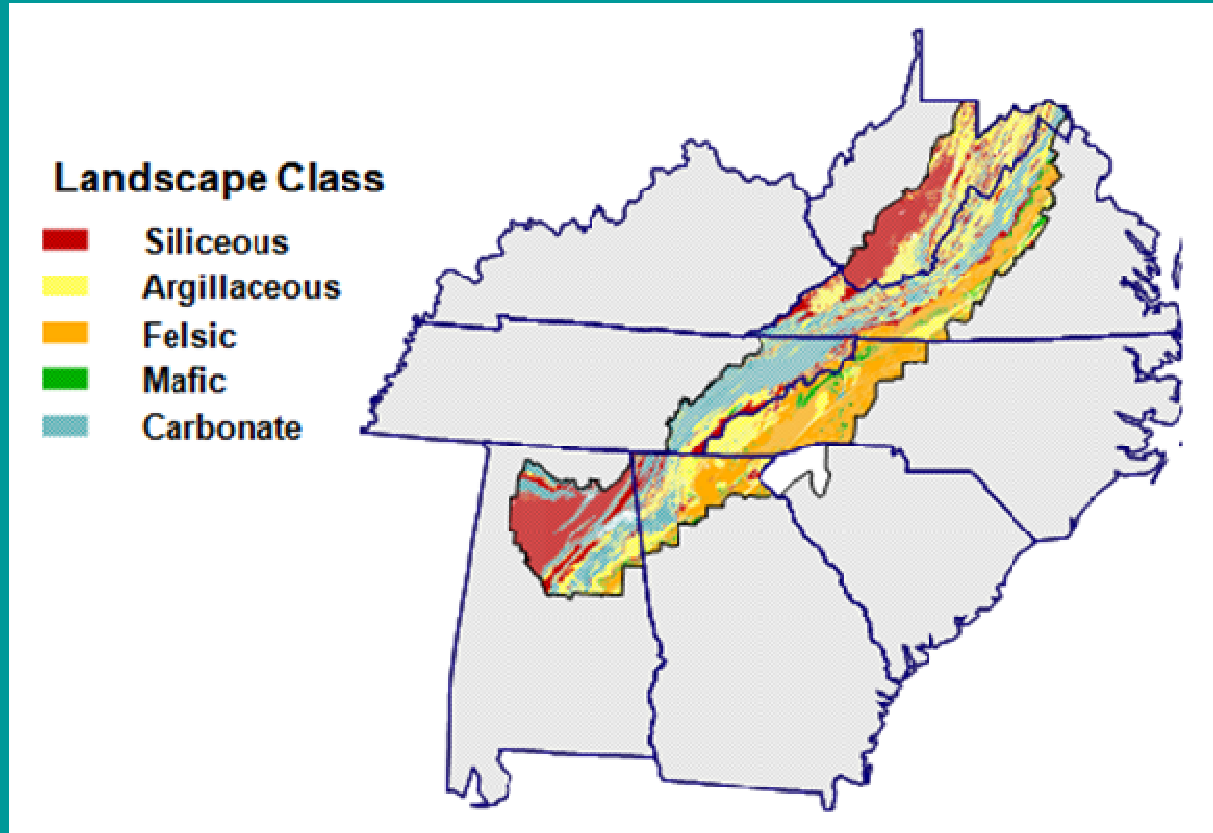 Landscape Class
Siliceous
Argillaceous
Felsic
Mafic
Carbonate